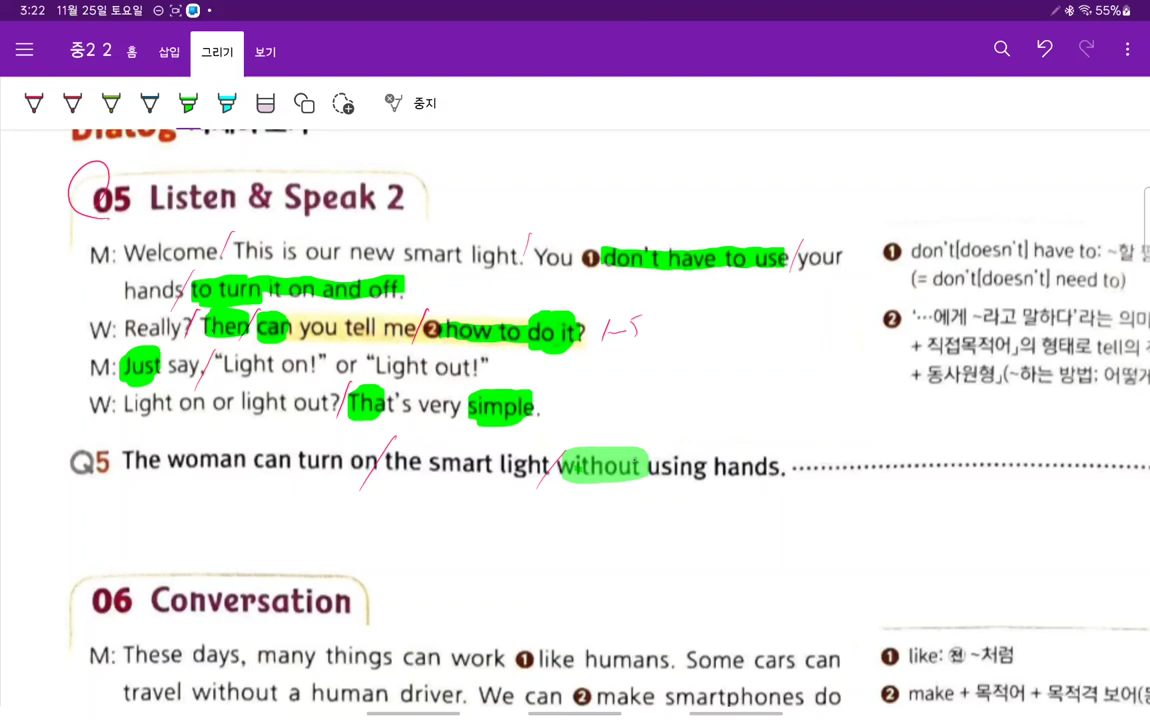 3:22 11월 25일 토요일 55%
중2 2 홈 삽입 그리기 보기
중지
Dialog
05 Listen & Speak 2
M: Welcome. This is our new smart light. You ❶don't have to use your
hands to turn it on and off.
W: Really? Then can you tell me ❷how to do it? 1-5
M: Just say, “Light on!” or “Light out!”
W: Light on or light out? That's very simple.
Q5 The woman can turn on the smart light without using hands.
❶ don't[doesn't] have to: ~할
(= don't[doesn't] need to)
❷ '…에게 ~라고 말하다'라는 의미
+ 직접목적어」의 형태로 tell의
+ 동사원형」(~하는 방법; 어떻게
06 Conversation
M: These days, many things can work ❶like humans. Some cars can
travel without a human driver. We can ❷make smartphones do
❶ like: 전 ~처럼
❷ make + 목적어 + 목적격 보어(